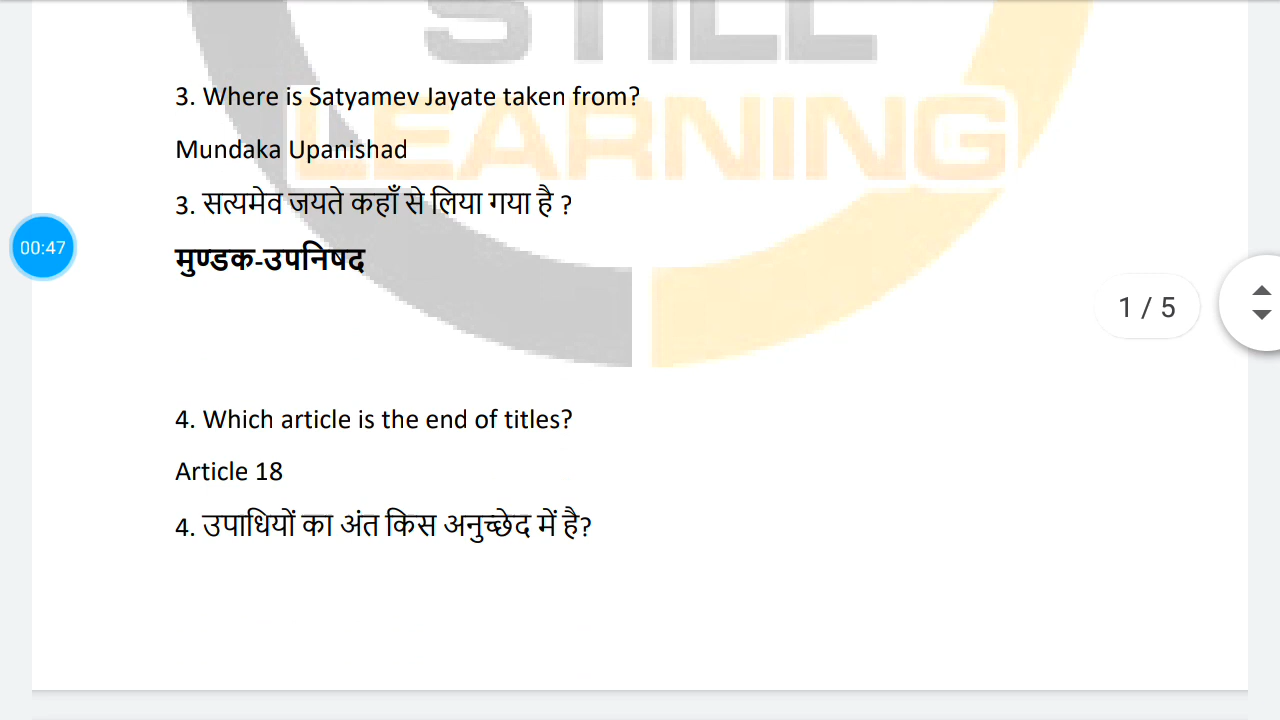 STILL
LEARNING
3. Where is Satyamev Jayate taken from?
Mundaka Upanishad
3. सत्यमेव जयते कहाँ से लिया गया है ?
मुण्डक-उपनिषद
00:47
1 / 5
4. Which article is the end of titles?
Article 18
4. उपाधियों का अंत किस अनुच्छेद में है?